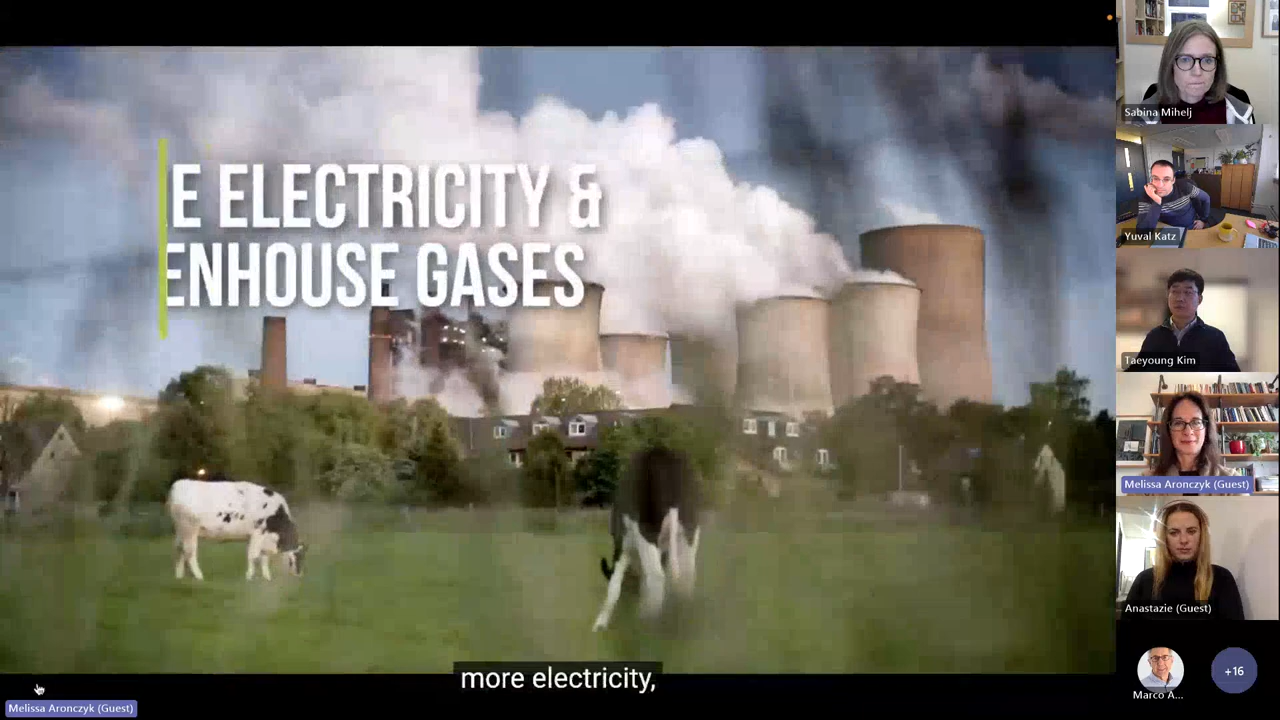 E ELECTRICITY &
ENHOUSE GASES
more electricity,
Melissa Aronczyk (Guest)
Sabina Mihelj
Yuval Katz
Taeyoung Kim
Melissa Aronczyk (Guest)
Anastazie (Guest)
Marco A...
+16